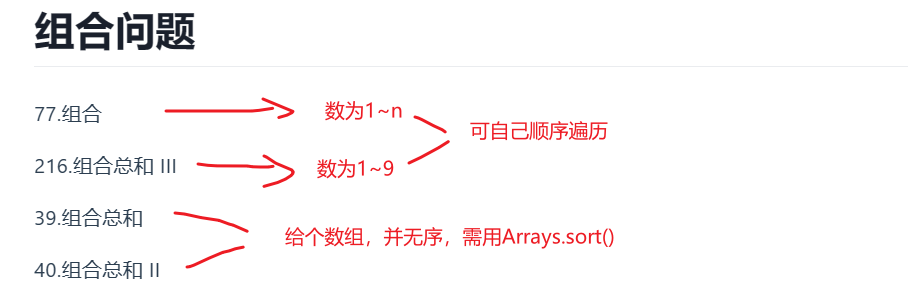 组合问题
77.组合
数为1~n
可自己顺序遍历
216.组合总和 III
数为1~9
39.组合总和
给个数组，并无序，需用Arrays.sort()
40.组合总和 II